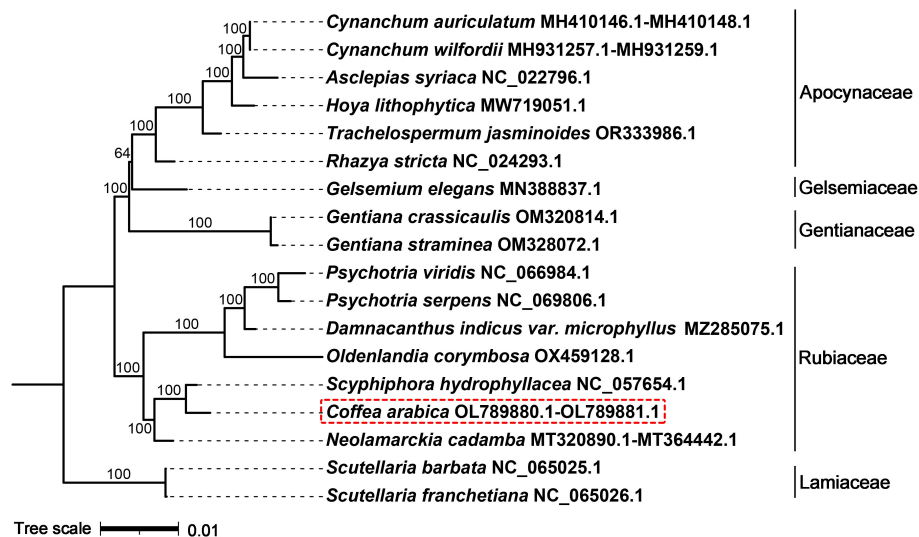 Cynanchum auriculatum MH410146.1-MH410148.1
Cynanchum wilfordii MH931257.1-MH931259.1
Asclepias syriaca NC_022796.1
Hoya lithophytica MW719051.1
Trachelospermum jasminoides OR333986.1
Rhazya stricta NC_024293.1
Apocynaceae
Gelsemium elegans MN388837.1
Gelsemiaceae
Gentiana crassicaulis OM320814.1
Gentiana straminea OM328072.1
Gentianaceae
Psychotria viridis NC_066984.1
Psychotria serpens NC_069806.1
Damnacanthus indicus var. microphyllus MZ285075.1
Oldenlandia corymbosa OX459128.1
Scyphiphora hydrophyllacea NC_057654.1
Coffea arabica OL789880.1-OL789881.1
Neolamarckia cadamba MT320890.1-MT364442.1
Rubiaceae
Scutellaria barbata NC_065025.1
Scutellaria franchetiana NC_065026.1
Lamiaceae
100
100
100
100
100
64
100
100
100
100
100
100
100
100
100
Tree scale 0.01